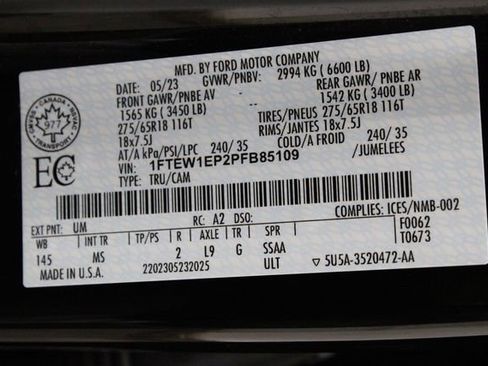 MFD. BY FORD MOTOR COMPANY
DATE: 05/23 GVWR/PNBV: 2994 KG (6600 LB)
FRONT GAWR/PNBE AV REAR GAWR/PNBE AR
1565 KG (3450 LB) 1542 KG (3400 LB)
275/65R18 116T TIRES/PNEUS 275/65R18 116T
18x7.5J RIMS/JANTES 18x7.5J
AT/A kPa/PSI/LPC 240/35 COLD/A FROID 240/35
VIN: 1FTEW1EP2PFB85109 /JUMELEES
TYPE: TRU/CAM
CANADA
977
TRANSPORT
EC
EXT PNT: UM RC: A2 DSO: COMPLIES: ICES/NMB-002
WB INT TR TP/PS R AXLE TR SPR F0062
145 MS 2 L9 G SSAA T0673
MADE IN U.S.A. 2202305232025 ULT ▽ 5U5A-3520472-AA